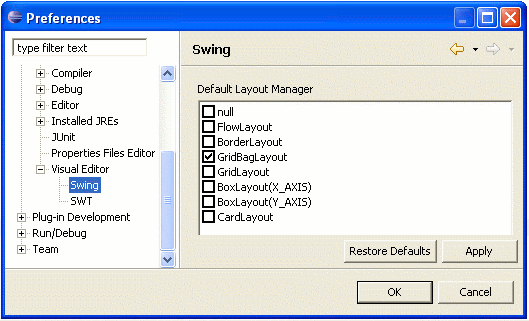 Preferences
type filter text
Compiler
Debug
Editor
Installed JREs
JUnit
Properties Files Editor
Visual Editor
Swing
SWT
Plug-in Development
Run/Debug
Team
Swing
Default Layout Manager
null
FlowLayout
BorderLayout
GridBagLayout
GridLayout
BoxLayout(X_AXIS)
BoxLayout(Y_AXIS)
CardLayout
Restore Defaults
Apply
OK
Cancel